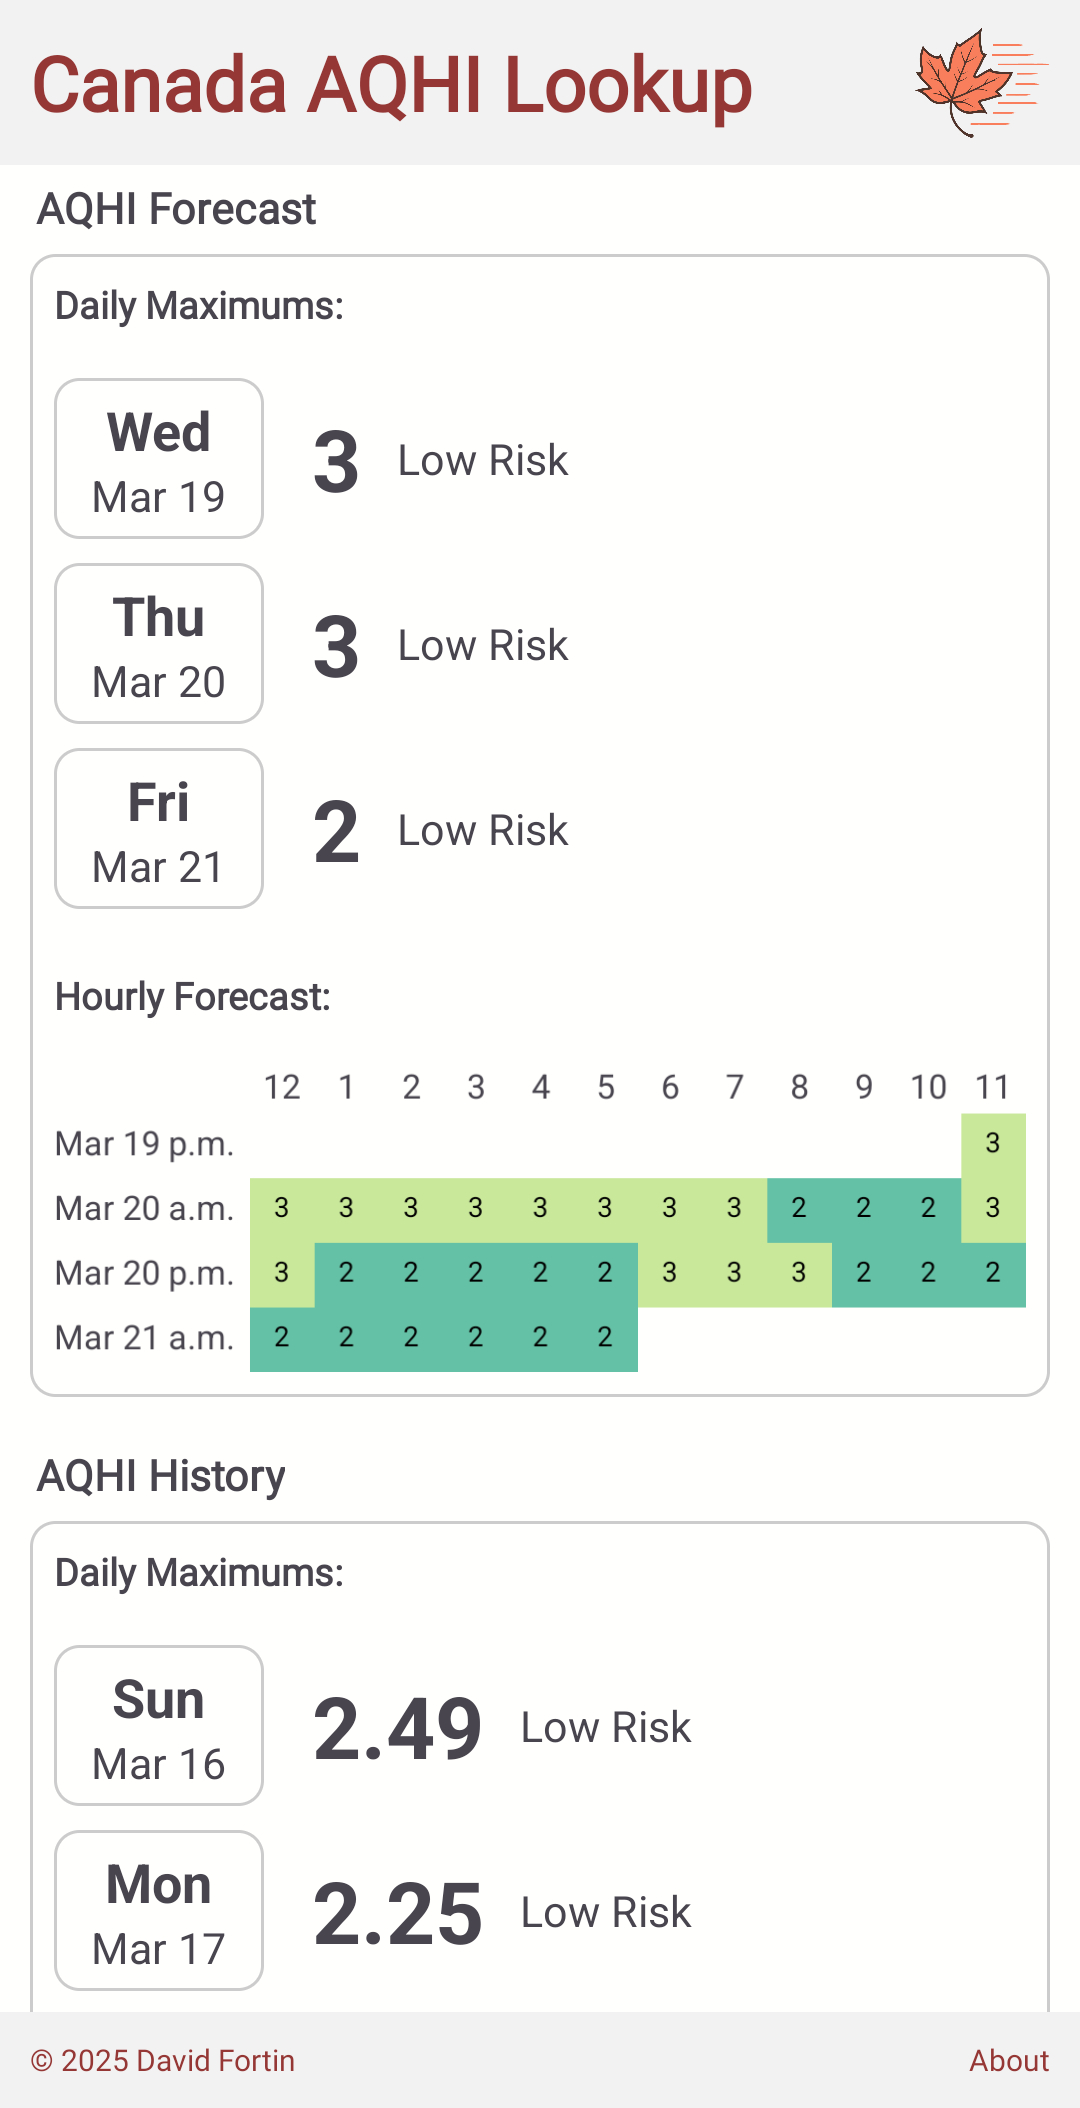 Canada AQHI Lookup
AQHI Forecast
Daily Maximums:
Wed
Mar 19
3 Low Risk
Thu
Mar 20
3 Low Risk
Fri
Mar 21
2 Low Risk
Hourly Forecast:
12 1 2 3 4 5 6 7 8 9 10 11
Mar 19 p.m. 3
Mar 20 a.m. 3 3 3 3 3 3 3 3 2 2 2 3
Mar 20 p.m. 3 2 2 2 2 2 3 3 3 2 2 2
Mar 21 a.m. 2 2 2 2 2 2
AQHI History
Daily Maximums:
Sun
Mar 16
2.49 Low Risk
Mon
Mar 17
2.25 Low Risk
© 2025 David Fortin About